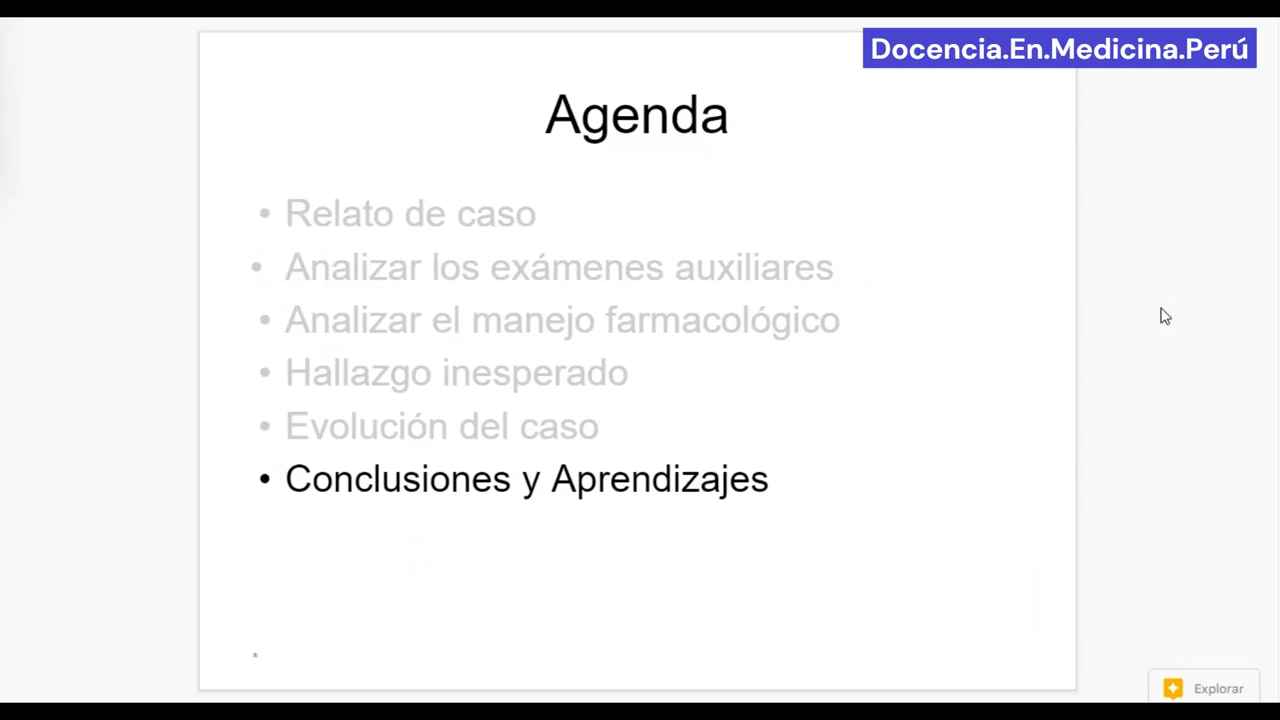 Docencia.En.Medicina.Perú
Agenda
• Relato de caso
• Analizar los exámenes auxiliares
• Analizar el manejo farmacológico
• Hallazgo inesperado
• Evolución del caso
• Conclusiones y Aprendizajes
*
Explorar